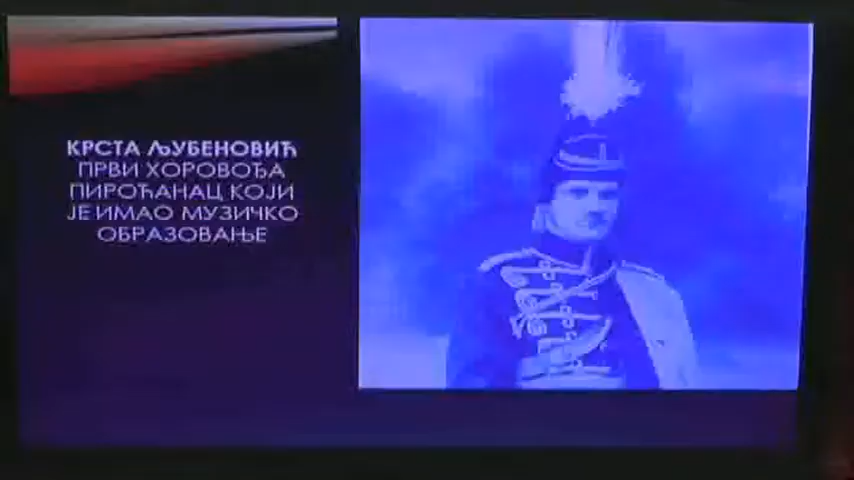 КРСТА ЉУБЕНОВИЋ
ПРВИ ХОРОВОЂА
ПИРОЋАНАЦ КОЈИ
ЈЕ ИМАО МУЗИЧКО
ОБРАЗОВАЊЕ